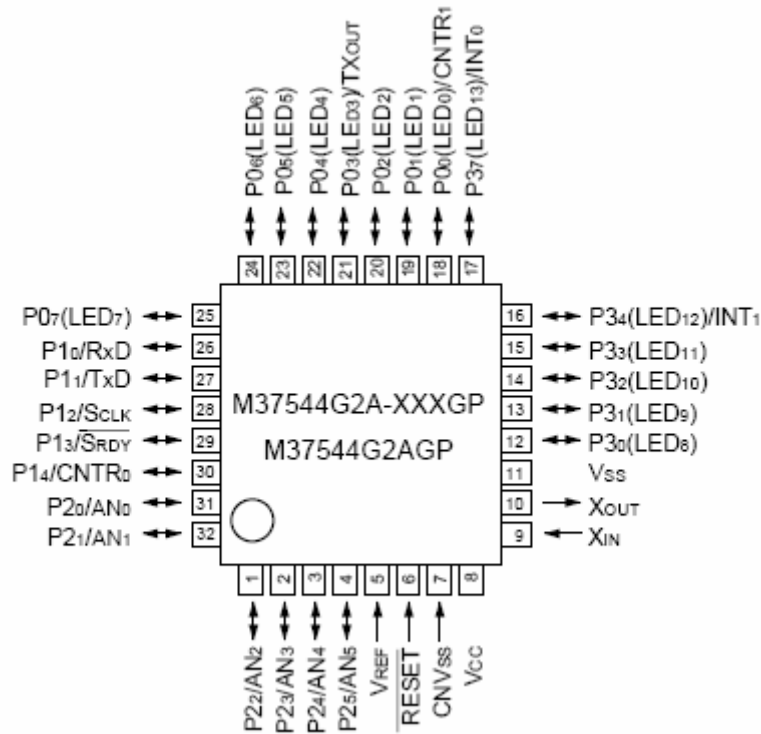 P06(LED6)
P05(LED5)
P04(LED4)
P03(LED3)/TXOUT
P02(LED2)
P01(LED1)
P00(LED0)/CNTR1
P37(LED13)/INT0
24
23
22
21
20
19
18
17
P07(LED7) 25
P10/RxD 26
P11/TxD 27
P12/SCLK 28
P13/SRDY 29
P14/CNTR0 30
P20/AN0 31
P21/AN1 32
M37544G2A-XXXGP
M37544G2AGP
16 P34(LED12)/INT1
15 P33(LED11)
14 P32(LED10)
13 P31(LED9)
12 P30(LED8)
11 VSS
10 XOUT
9 XIN
1
2
3
4
5
6
7
8
P22/AN2
P23/AN3
P24/AN4
P25/AN5
VREF
RESET
CNVSS
VCC